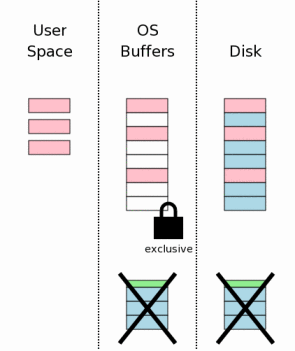 User
Space
OS
Buffers
Disk
exclusive